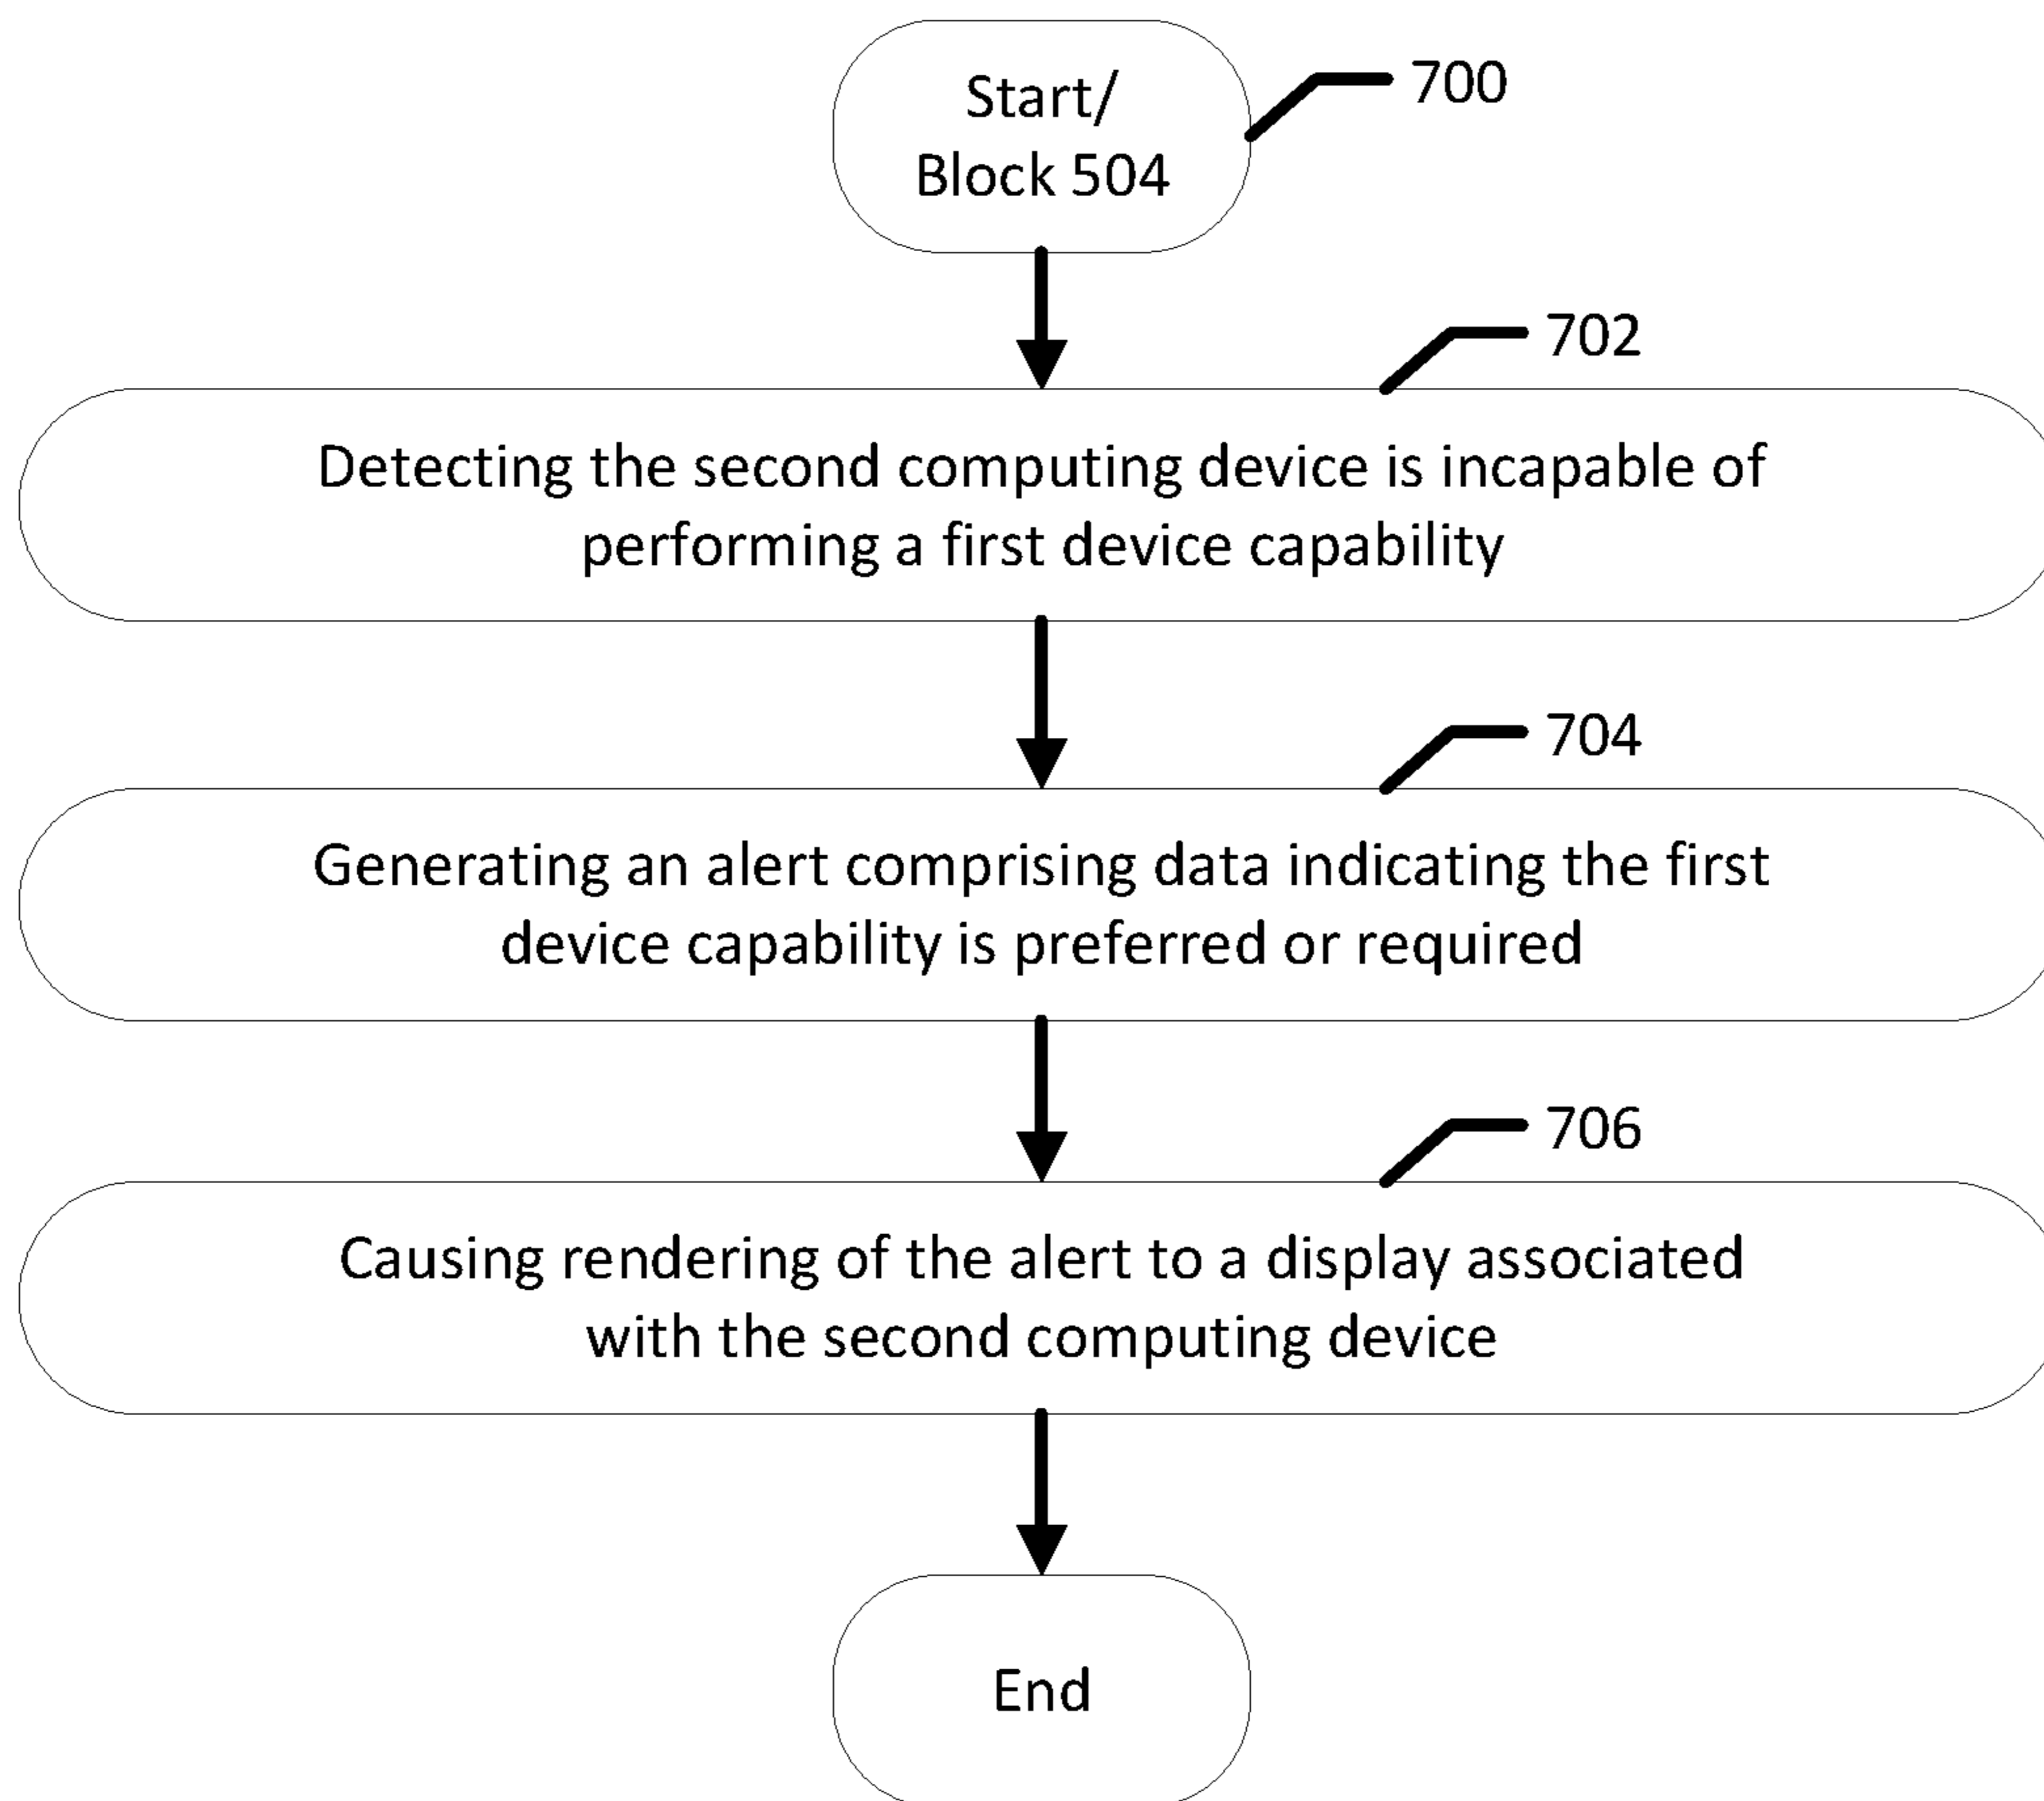 Start/
Block 504
700
702
Detecting the second computing device is incapable of
performing a first device capability
704
Generating an alert comprising data indicating the first
device capability is preferred or required
706
Causing rendering of the alert to a display associated
with the second computing device
End